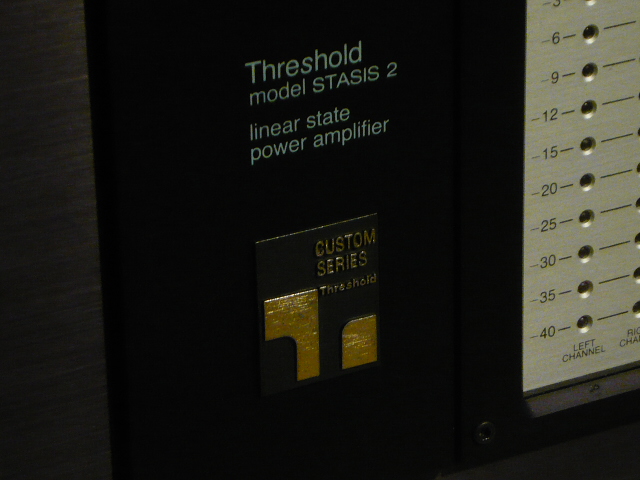 Threshold
model STASIS 2
linear state
power amplifier
CUSTOM
SERIES
Threshold
-3
-6
-9
-12
-15
-20
-25
-30
-35
-40
LEFT
CHANNEL